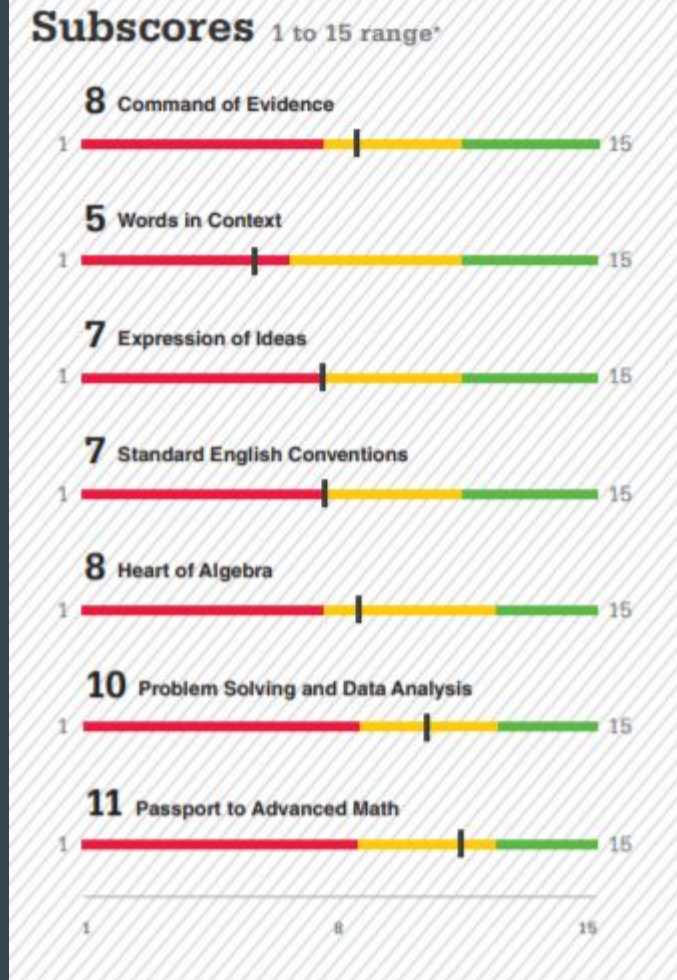 Subscores 1 to 15 range*
8 Command of Evidence
1 15
5 Words in Context
1 15
7 Expression of Ideas
1 15
7 Standard English Conventions
1 15
8 Heart of Algebra
1 15
10 Problem Solving and Data Analysis
1 15
11 Passport to Advanced Math
1 15
1 8 15